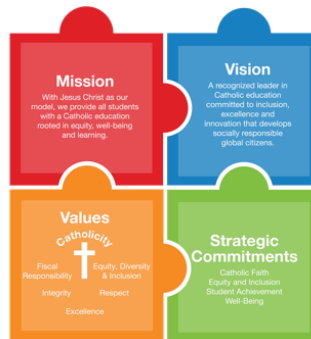 Mission
With Jesus Christ as our
model, we provide all students
with a Catholic education
rooted in equity, well-being
and learning.
Vision
A recognized leader in
Catholic education
committed to inclusion,
excellence and
innovation that develops
socially responsible
global citizens.
Values
Catholicity
Fiscal
Responsibility
Equity, Diversity
& Inclusion
Integrity
Respect
Excellence
Strategic
Commitments
Catholic Faith
Equity and Inclusion
Student Achievement
Well-Being